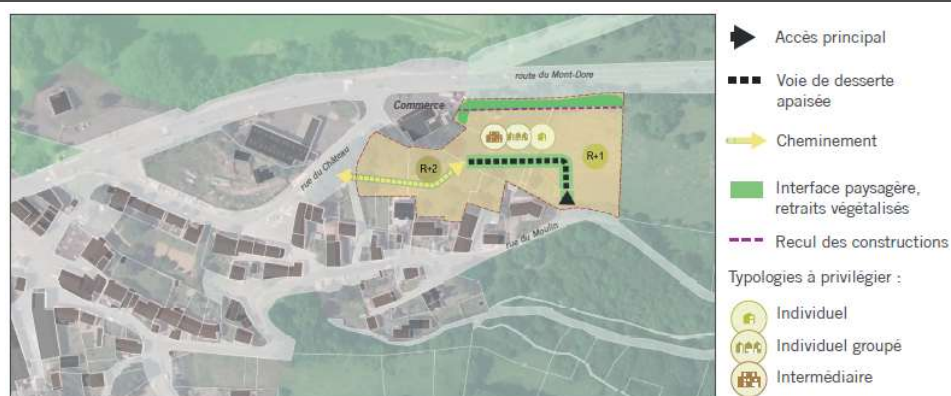 route du Mont-Dore
Commerce
rue du Château
R+2
R+1
rue du Moulin
Accès principal
Voie de desserte
apaisée
Cheminement
Interface paysagère,
retraits végétalisés
Recul des constructions
Typologies à privilégier :
Individuel
Individuel groupé
Intermédiaire